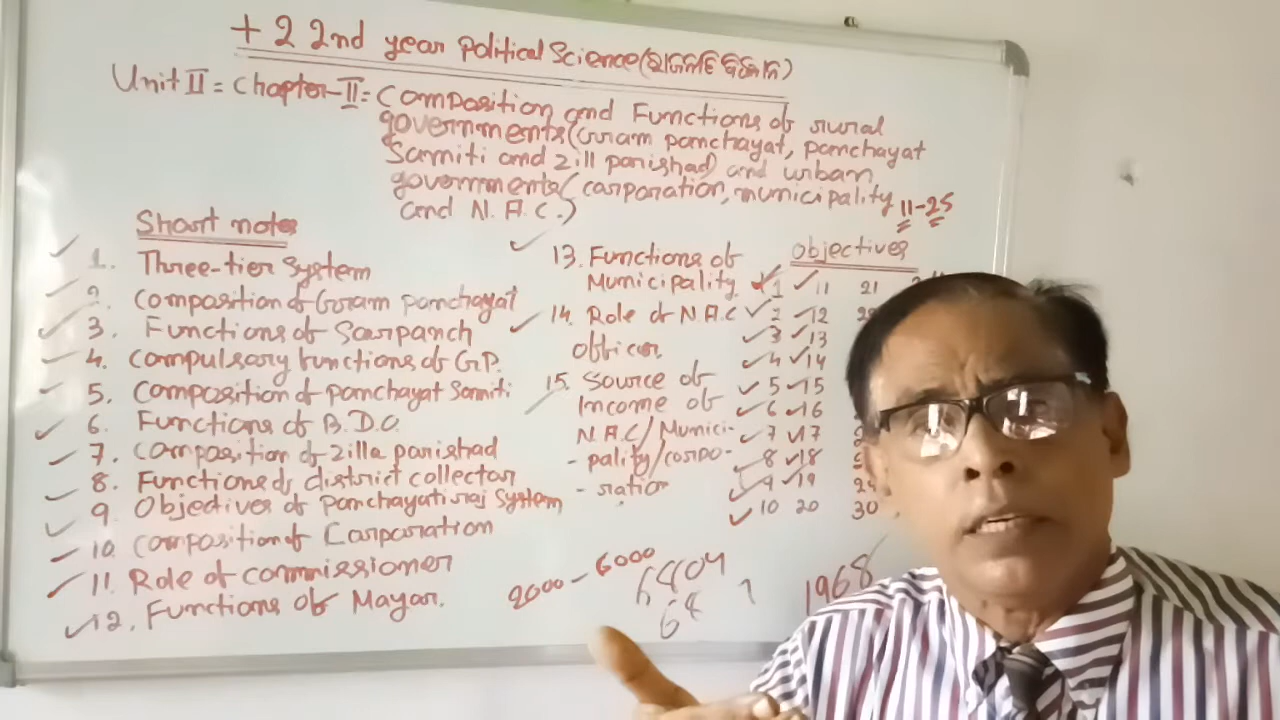 + 2 2nd year Political Science (ରାଜନୀତି ବିଜ୍ଞାନ)
Unit II = Chapter-II = Composition and Functions of rural
governments (Gram panchayat, panchayat
Samiti and zill parishad) and urban
governments (corporation, municipality
and N. A. C.)
11-25
Short notes
1. Three-tier System
2. Composition of Gram panchayat
3. Functions of Sarpanch
4. Compulsary functions of G.P.
5. Composition of panchayat Samiti
6. Functions of B.D.O.
7. Composition of zilla parishad
8. Functions of district collector
9 Objectives of panchayatiraj System
10. Composition of Corporation
11. Role of commissioner
12. Functions of Mayar.
13. Functions of
Municipality
14. Role of N.A.C
Officer
15. Source of
Income of
N.A.C/Munici-
- pality/corpo-
- ration
Objectives
1 11 21
2 12
3 13
4 14
5 15
6 16
7 17
8 18
9 19
10 20 30
2000 - 6000
6804
64
1968